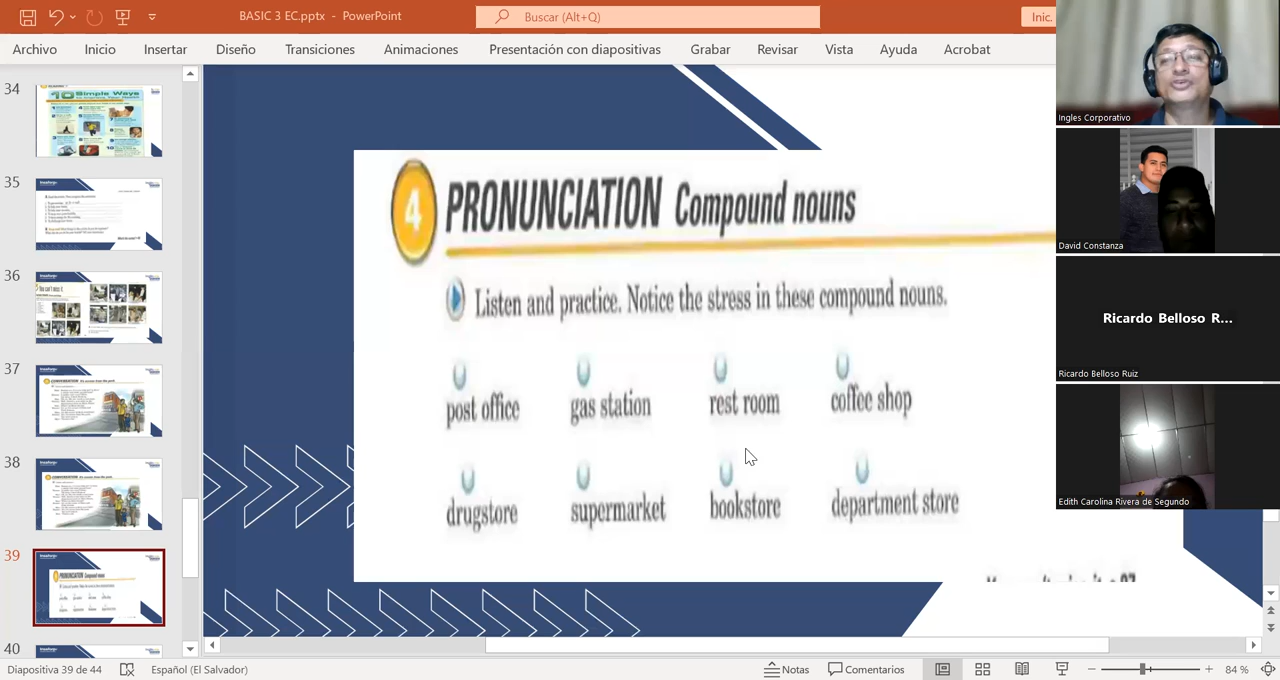 BASIC 3 EC.pptx - PowerPoint
Buscar (Alt+Q)
Inic.
Archivo Inicio Insertar Diseño Transiciones Animaciones Presentación con diapositivas Grabar Revisar Vista Ayuda Acrobat
34
10 Simple Ways
35
36
37
38
39
40
4 PRONUNCIATION Compound nouns
Listen and practice. Notice the stress in these compound nouns.
post office gas station rest room coffee shop
drugstore supermarket bookstore department store
Ingles Corporativo
David Constanza
Ricardo Belloso R...
Ricardo Belloso Ruiz
Edith Carolina Rivera de Segundo
Diapositiva 39 de 44 Español (El Salvador) Notas Comentarios 84 %